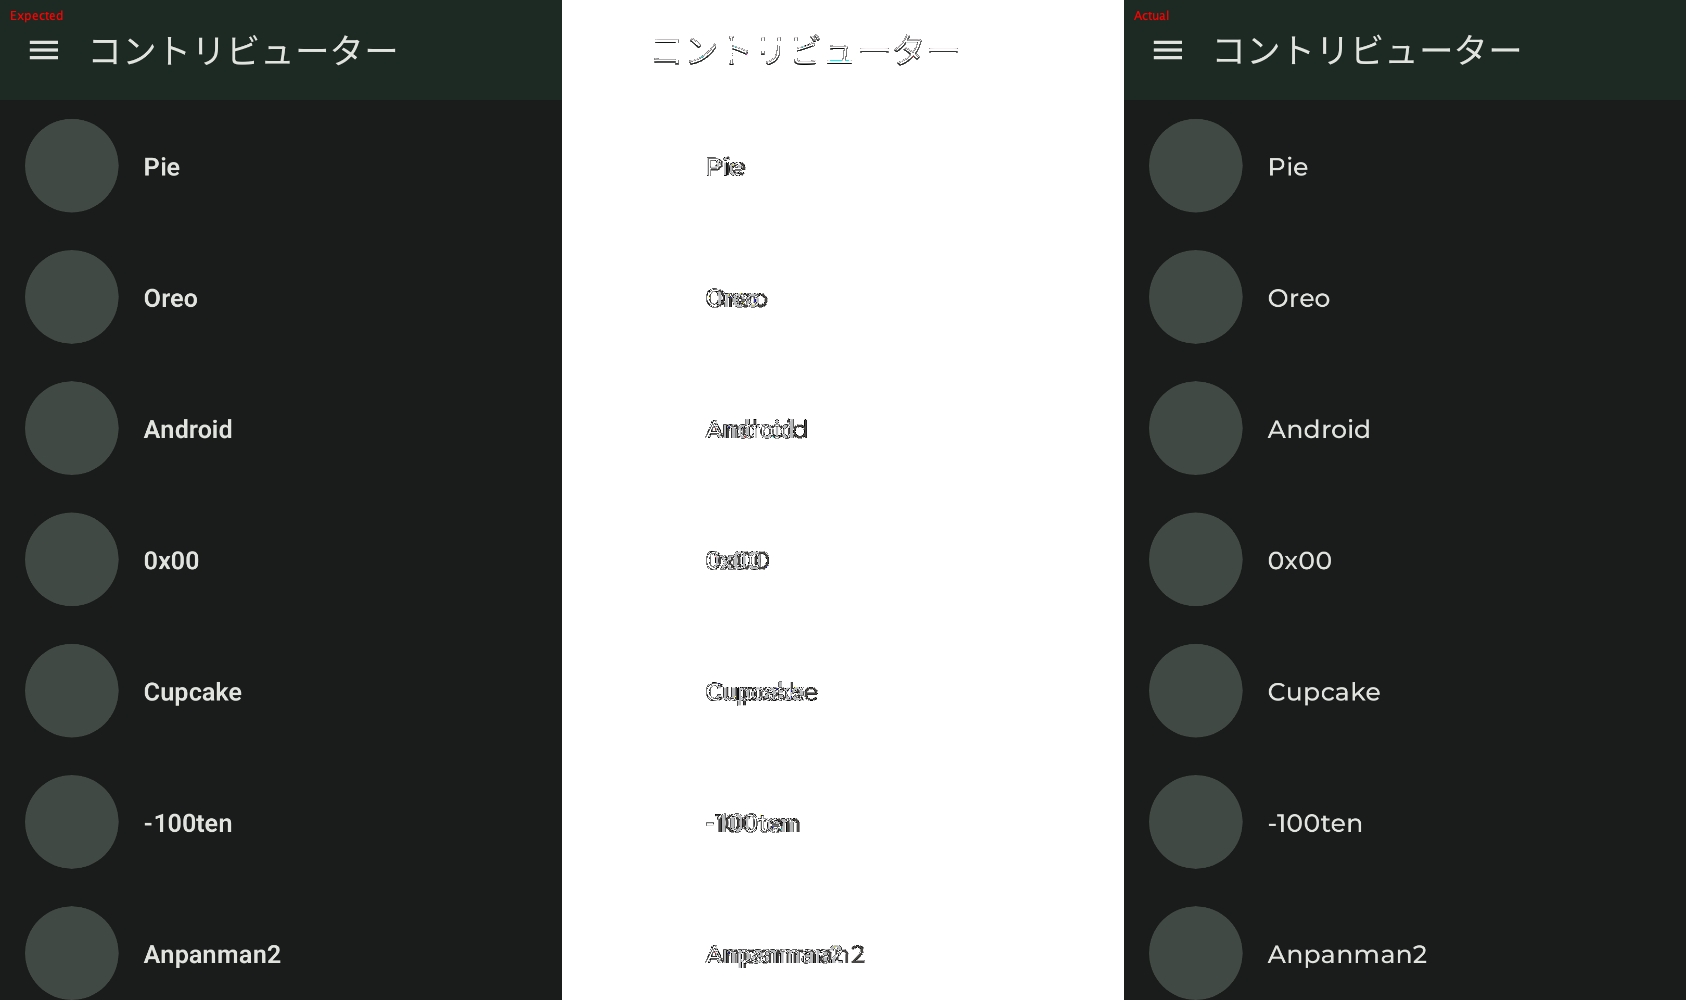 Expected
コントリビューター
Pie
Oreo
Android
0x00
Cupcake
-100ten
Anpanman2
コントリビューター
Pie
Oreo
Android
0x00
Cupcake
-100ten
Anpanman2
Actual
コントリビューター
Pie
Oreo
Android
0x00
Cupcake
-100ten
Anpanman2